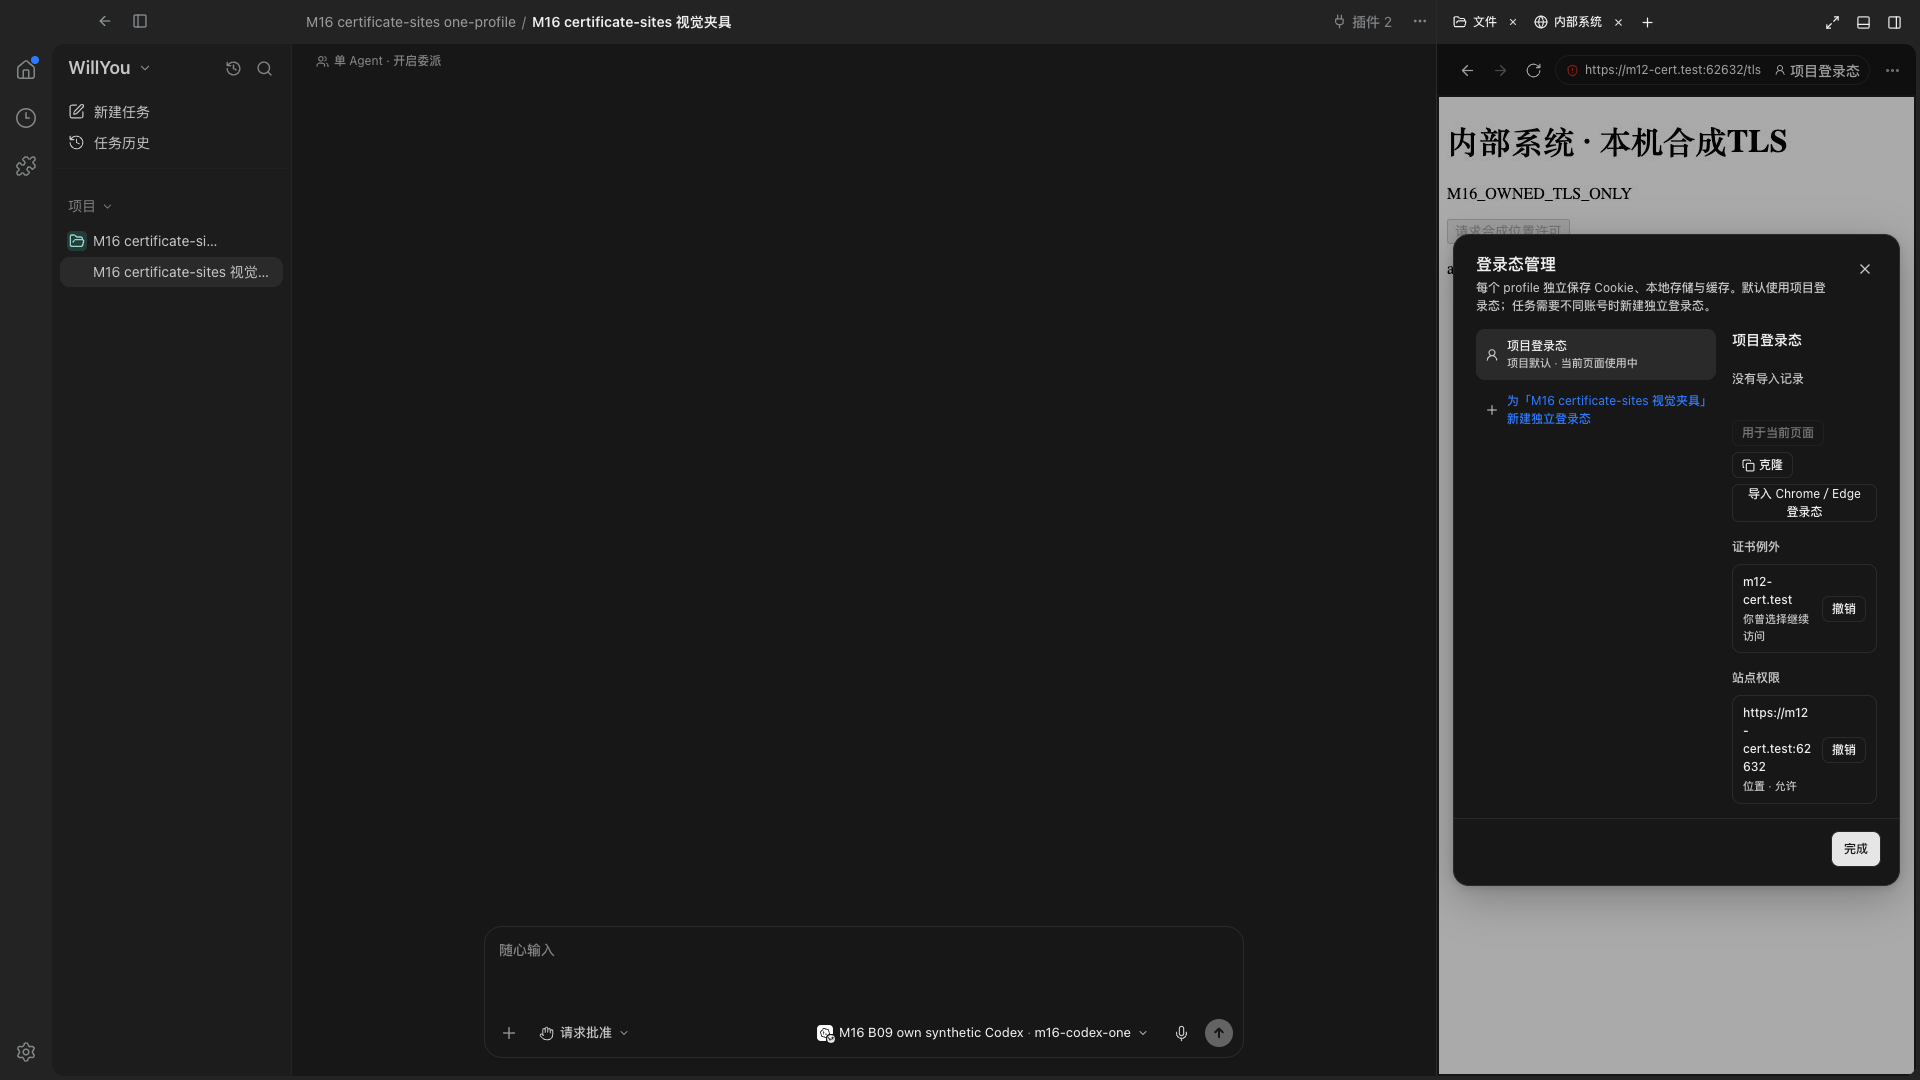 M16 certificate-sites one-profile / M16 certificate-sites 视觉夹具
插件 2
文件
内部系统
WillYou
新建任务
任务历史
项目
M16 certificate-si...
M16 certificate-sites 视觉...
单 Agent · 开启委派
随心输入
请求批准
M16 B09 own synthetic Codex · m16-codex-one
https://m12-cert.test:62632/tls
项目登录态
内部系统 · 本机合成TLS
M16_OWNED_TLS_ONLY
请求合成位置许可
a
登录态管理
每个 profile 独立保存 Cookie、本地存储与缓存。默认使用项目登
录态；任务需要不同账号时新建独立登录态。
项目登录态
项目默认 · 当前页面使用中
为「M16 certificate-sites 视觉夹具」
新建独立登录态
项目登录态
没有导入记录
用于当前页面
克隆
导入 Chrome / Edge
登录态
证书例外
m12-
cert.test
你曾选择继续
访问
撤销
站点权限
https://m12
-
cert.test:62
632
位置 · 允许
撤销
完成